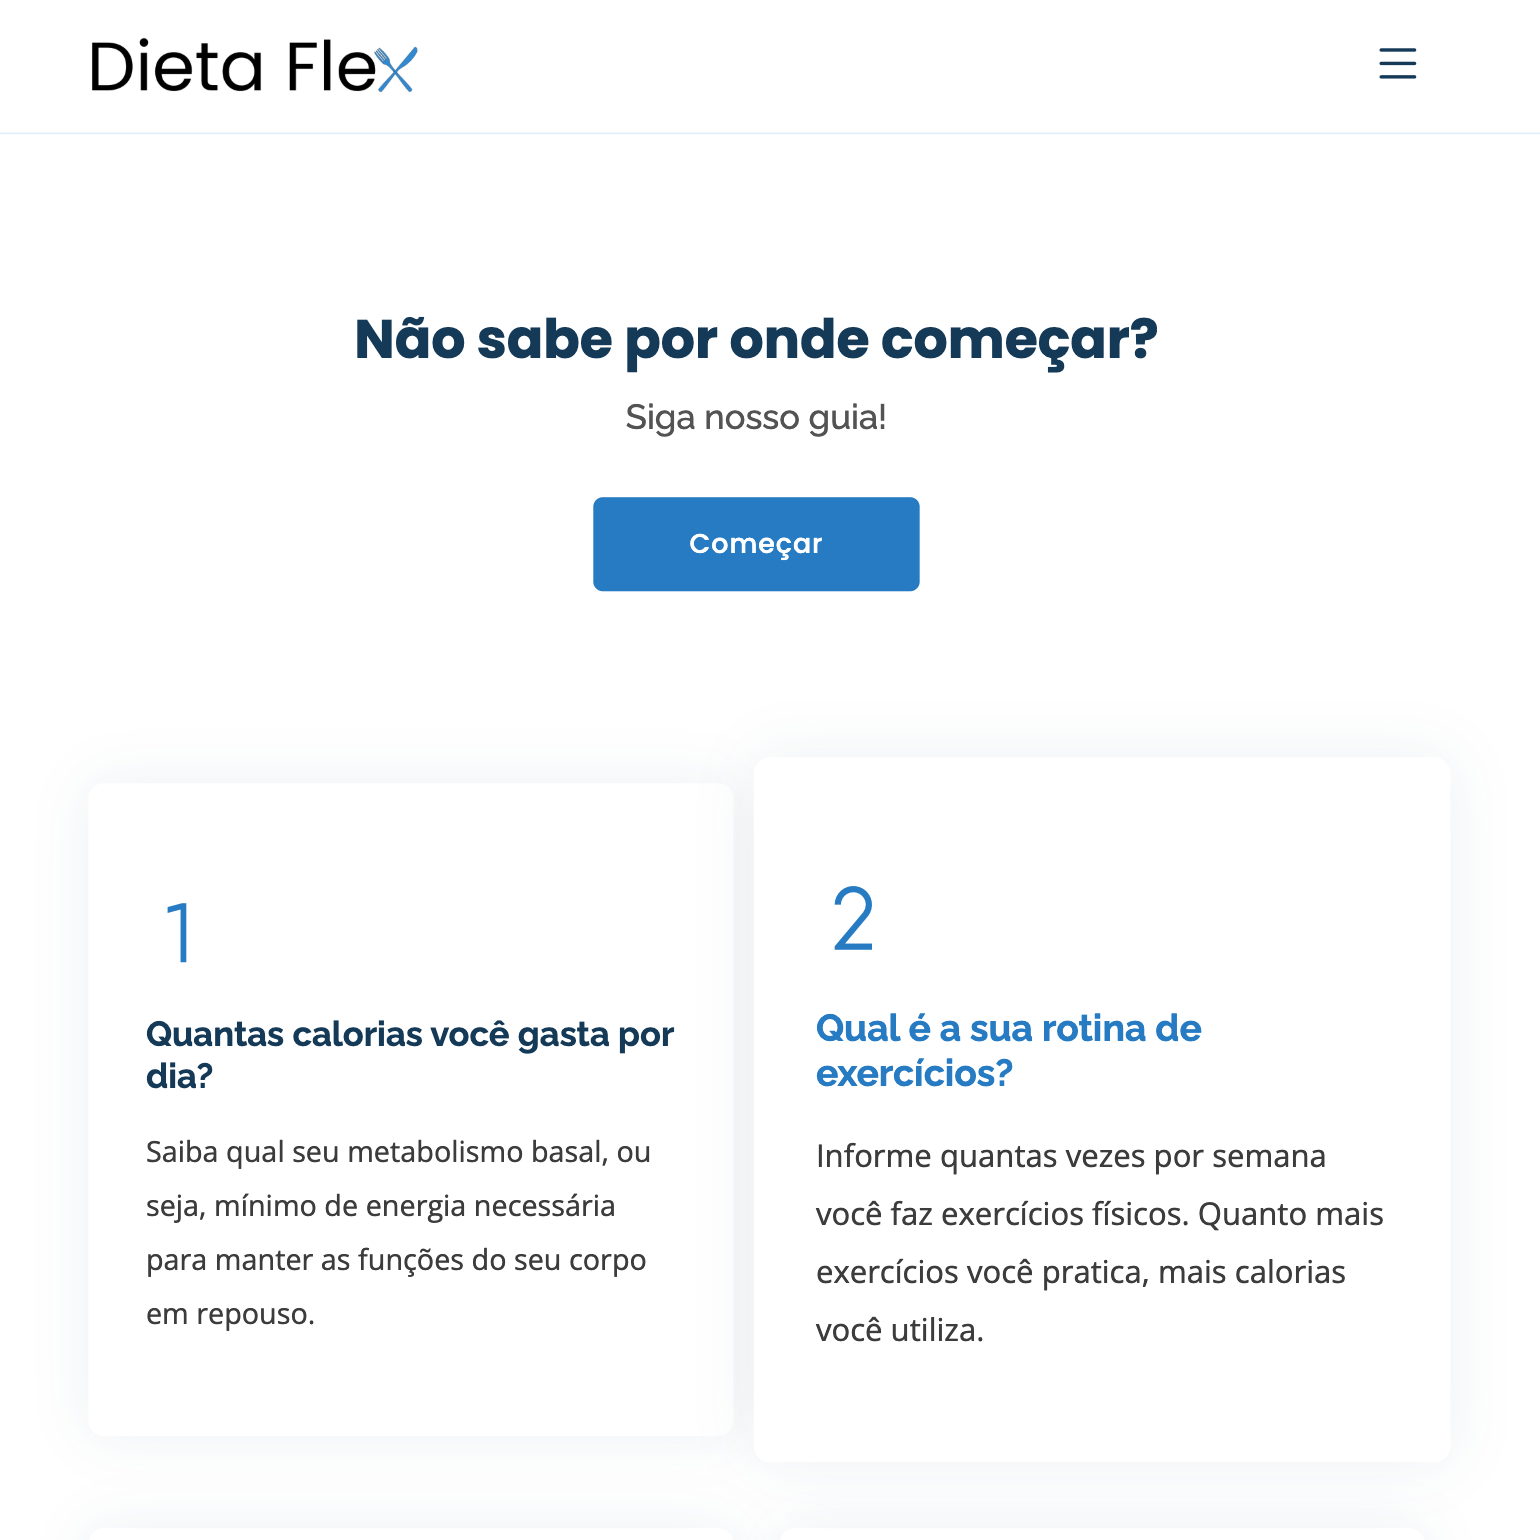 Dieta Flex
Não sabe por onde começar?
Siga nosso guia!
Começar
1
Quantas calorias você gasta por
dia?
Saiba qual seu metabolismo basal, ou
seja, mínimo de energia necessária
para manter as funções do seu corpo
em repouso.
2
Qual é a sua rotina de
exercícios?
Informe quantas vezes por semana
você faz exercícios físicos. Quanto mais
exercícios você pratica, mais calorias
você utiliza.